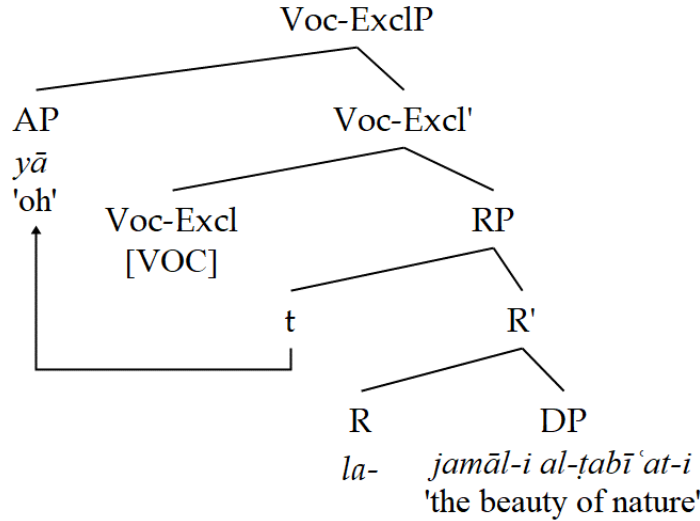 Voc-ExclP
AP Voc-Excl'
yā
'oh'
Voc-Excl RP
[VOC]
t R'
R DP
la- jamāl-i al-ṭabīʿat-i
'the beauty of nature'